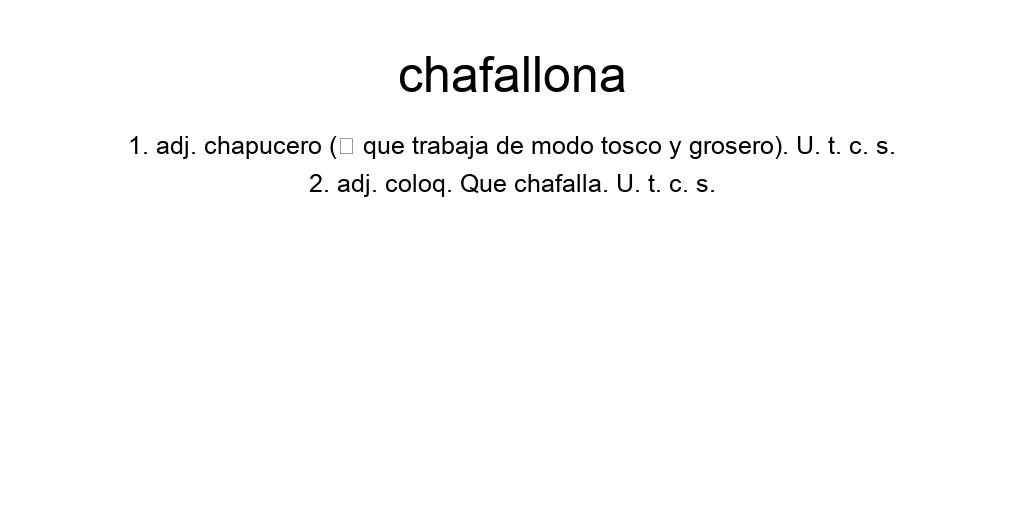 chafallona
1. adj. chapucero (□ que trabaja de modo tosco y grosero). U. t. c. s.
2. adj. coloq. Que chafalla. U. t. c. s.